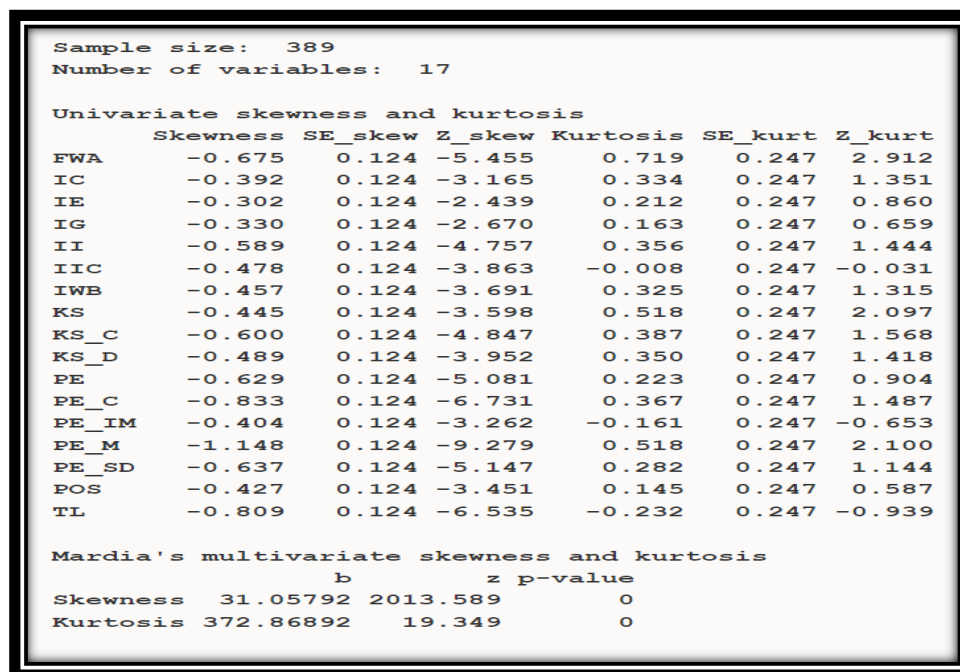 Sample size:  389
Number of variables:  17
Univariate skewness and kurtosis
Skewness SE_skew Z_skew Kurtosis SE_kurt Z_kurt
FWA -0.675 0.124 -5.455 0.719 0.247 2.912
IC -0.392 0.124 -3.165 0.334 0.247 1.351
IE -0.302 0.124 -2.439 0.212 0.247 0.860
IG -0.330 0.124 -2.670 0.163 0.247 0.659
II -0.589 0.124 -4.757 0.356 0.247 1.444
IIC -0.478 0.124 -3.863 -0.008 0.247 -0.031
IWB -0.457 0.124 -3.691 0.325 0.247 1.315
KS -0.445 0.124 -3.598 0.518 0.247 2.097
KS_C -0.600 0.124 -4.847 0.387 0.247 1.568
KS_D -0.489 0.124 -3.952 0.350 0.247 1.418
PE -0.629 0.124 -5.081 0.223 0.247 0.904
PE_C -0.833 0.124 -6.731 0.367 0.247 1.487
PE_IM -0.404 0.124 -3.262 -0.161 0.247 -0.653
PE_M -1.148 0.124 -9.279 0.518 0.247 2.100
PE_SD -0.637 0.124 -5.147 0.282 0.247 1.144
POS -0.427 0.124 -3.451 0.145 0.247 0.587
TL -0.809 0.124 -6.535 -0.232 0.247 -0.939
Mardia's multivariate skewness and kurtosis
b z p-value
Skewness 31.05792 2013.589 0
Kurtosis 372.86892 19.349 0